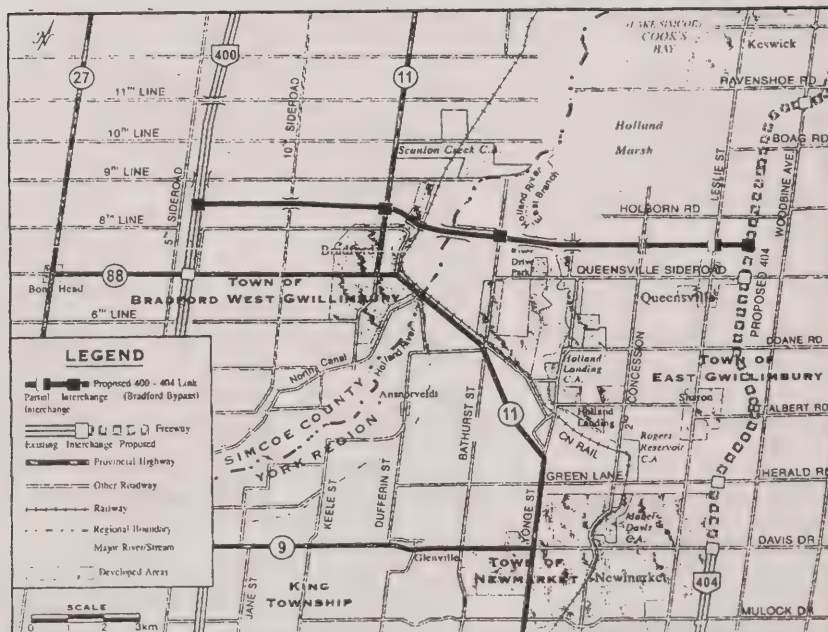 (LAKE SIMCOE)
COOK'S
BAY
Keswick
400
27
11
RAVENSHOE RD
11TH LINE
10TH SIDEROAD
10TH LINE
Holland
Marsh
BOAG RD
Scanlon Creek C.A.
9TH LINE
5TH SIDEROAD
Holland River
East Branch
LESLIE ST
WOODBINE AVE
8TH LINE
HOLBORN RD
Bradford
Park
QUEENSVILLE SIDEROAD
Bond Head
88
TOWN OF
BRADFORD WEST GWILLIMBURY
Queensville
PROPOSED 404
6TH LINE
North Canal
Holland River
DOANE RD
Holland
Landing
C.A.
2ND CONCESSION
TOWN OF
EAST GWILLIMBURY
Ansnorveldt
Sharon
SIMCOE COUNTY
YORK REGION
BATHURST ST
11
Holland
Landing
ALBERT RD
CN RAIL
Rogers
Reservoir
C.A.
KEELE ST
DUFFERIN ST
YONGE ST
GREEN LANE
HERALD RD
Mabel
Davis
C.A.
9
Glenville
DAVIS DR
TOWN OF
NEWMARKET
Newmarket
JANE ST
KING
TOWNSHIP
404
MULOCK DR
LEGEND
Proposed 400 - 404 Link
Partial Interchange (Bradford Bypass)
Interchange
Freeway
Existing Interchange Proposed
Provincial Highway
Other Roadway
Railway
Regional Boundary
Major River/Stream
Developed Areas
SCALE
0 1 2 3km